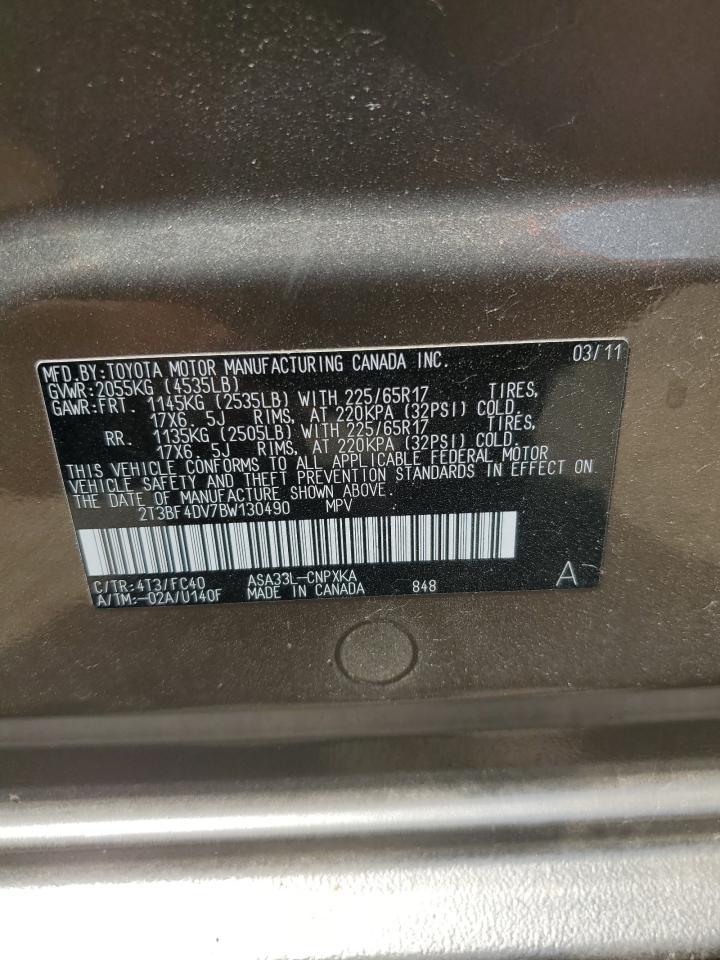 MFD.BY:TOYOTA MOTOR MANUFACTURING CANADA INC. 03/11
GVWR:2055KG (4535LB)
GAWR:FRT. 1145KG (2535LB) WITH 225/65R17 TIRES,
17X6. 5J RIMS, AT 220KPA (32PSI) COLD.
RR. 1135KG (2505LB) WITH 225/65R17 TIRES,
17X6. 5J RIMS, AT 220KPA (32PSI) COLD.
THIS VEHICLE CONFORMS TO ALL APPLICABLE FEDERAL MOTOR
VEHICLE SAFETY AND THEFT PREVENTION STANDARDS IN EFFECT ON
THE DATE OF MANUFACTURE SHOWN ABOVE.
2T3BF4DV7BW130490 MPV
C/TR:4T3/FC40 ASA33L-CNPXKA A
A/TM:-02A/U140F MADE IN CANADA 848